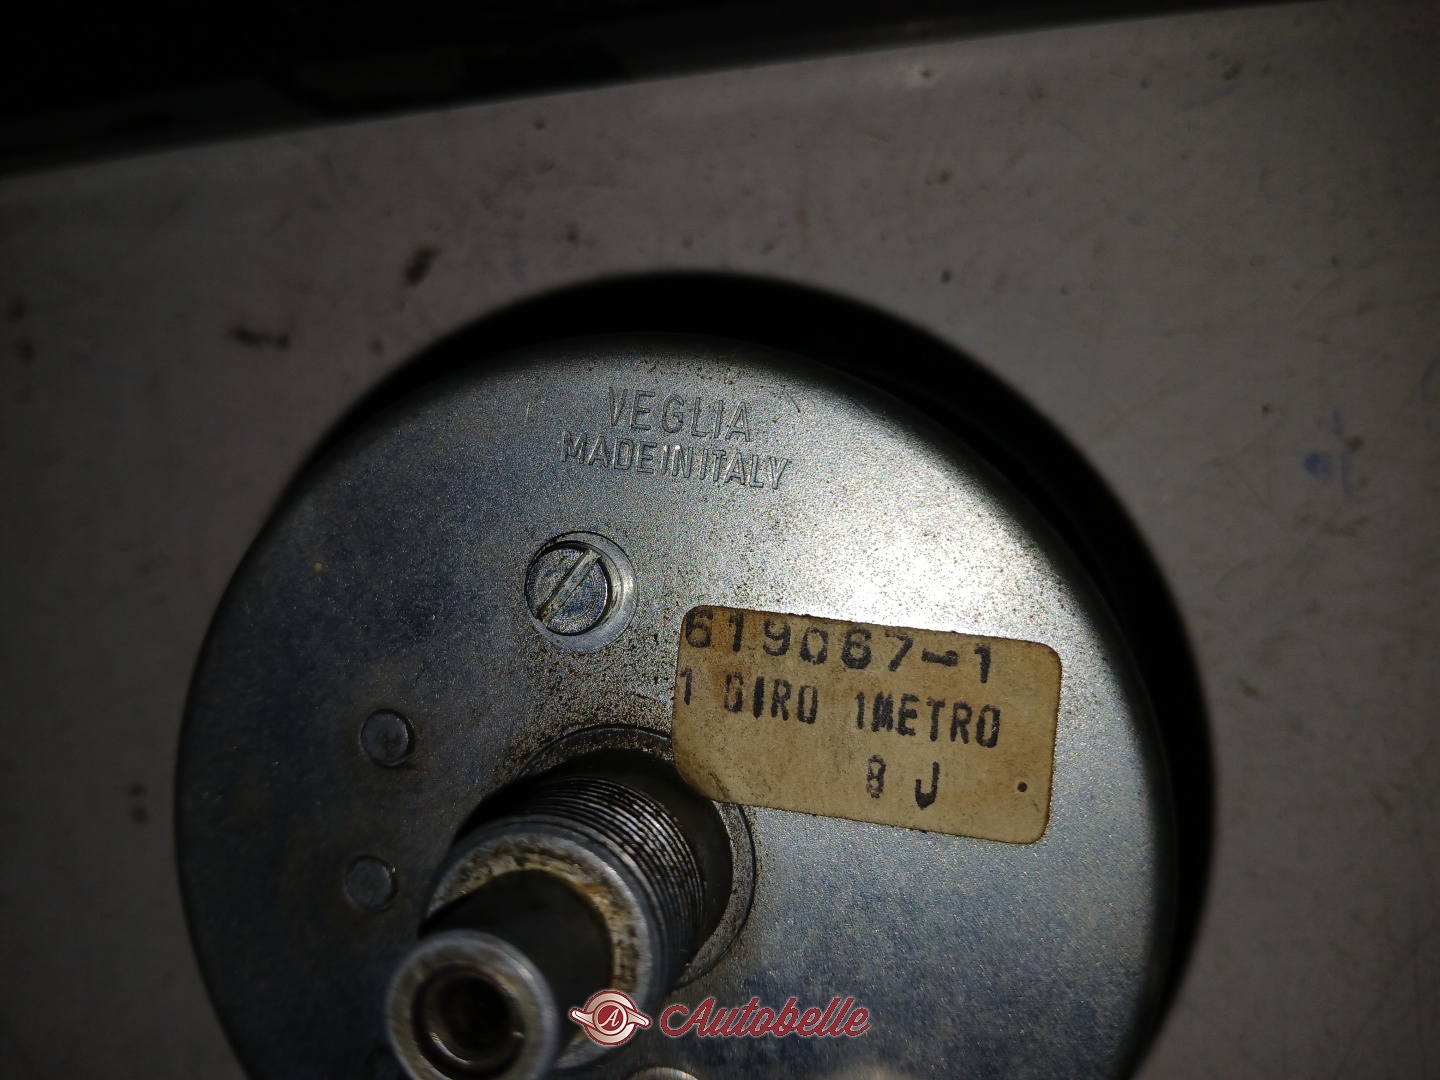 VEGLIA
MADE IN ITALY
619067-1
1 GIRO 1METRO
8 J
A Autobelle